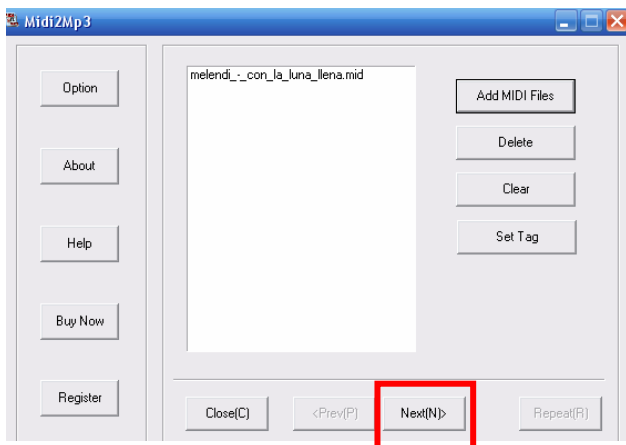 Midi2Mp3
Option
About
Help
Buy Now
Register
melendi_-_con_la_luna_llena.mid
Add MIDI Files
Delete
Clear
Set Tag
Close(C)
<Prev(P)
Next(N)>
Repeat(R)